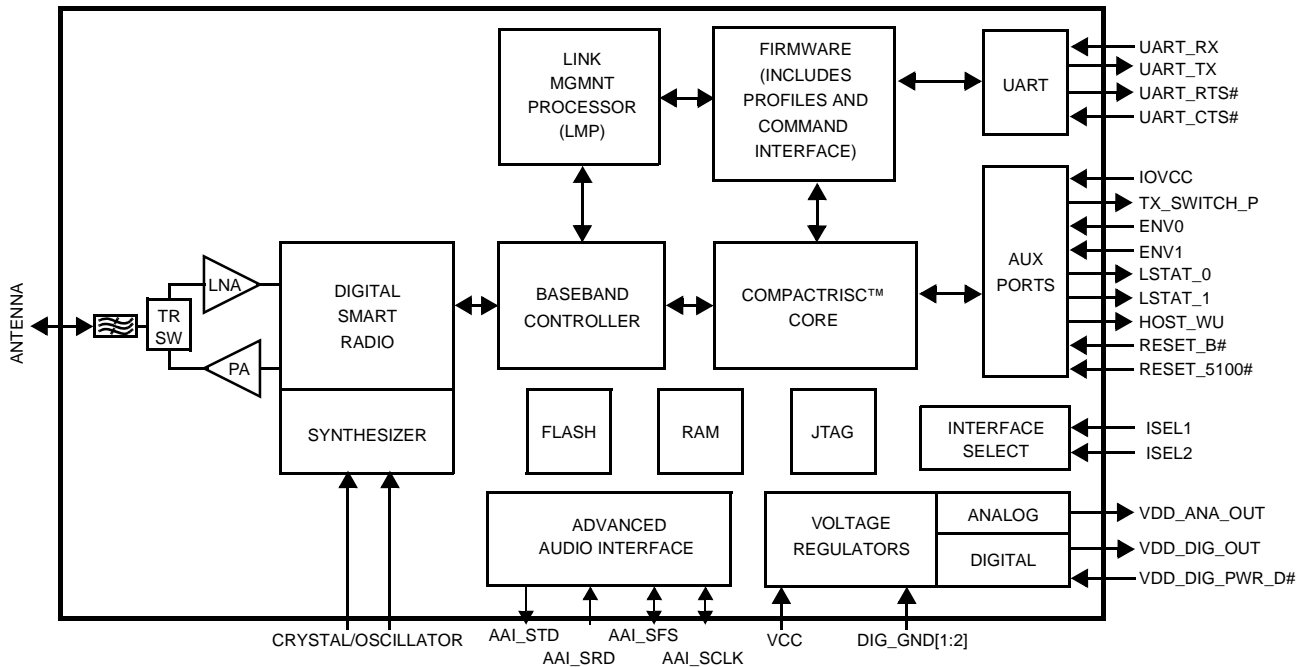 LINK
MGMNT
PROCESSOR
(LMP)
FIRMWARE
(INCLUDES
PROFILES AND
COMMAND
INTERFACE)
UART
UART_RX
UART_TX
UART_RTS#
UART_CTS#
ANTENNA
TR
SW
LNA
PA
DIGITAL
SMART
RADIO
SYNTHESIZER
BASEBAND
CONTROLLER
COMPACTRISC™
CORE
AUX
PORTS
IOVCC
TX_SWITCH_P
ENV0
ENV1
LSTAT_0
LSTAT_1
HOST_WU
RESET_B#
RESET_5100#
FLASH
RAM
JTAG
INTERFACE
SELECT
ISEL1
ISEL2
ADVANCED
AUDIO INTERFACE
VOLTAGE
REGULATORS
ANALOG
DIGITAL
VDD_ANA_OUT
VDD_DIG_OUT
VDD_DIG_PWR_D#
CRYSTAL/OSCILLATOR
AAI_STD
AAI_SRD
AAI_SFS
AAI_SCLK
VCC
DIG_GND[1:2]